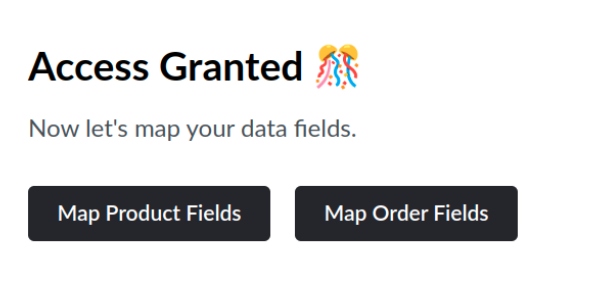 Access Granted 🎊
Now let's map your data fields.
Map Product Fields
Map Order Fields